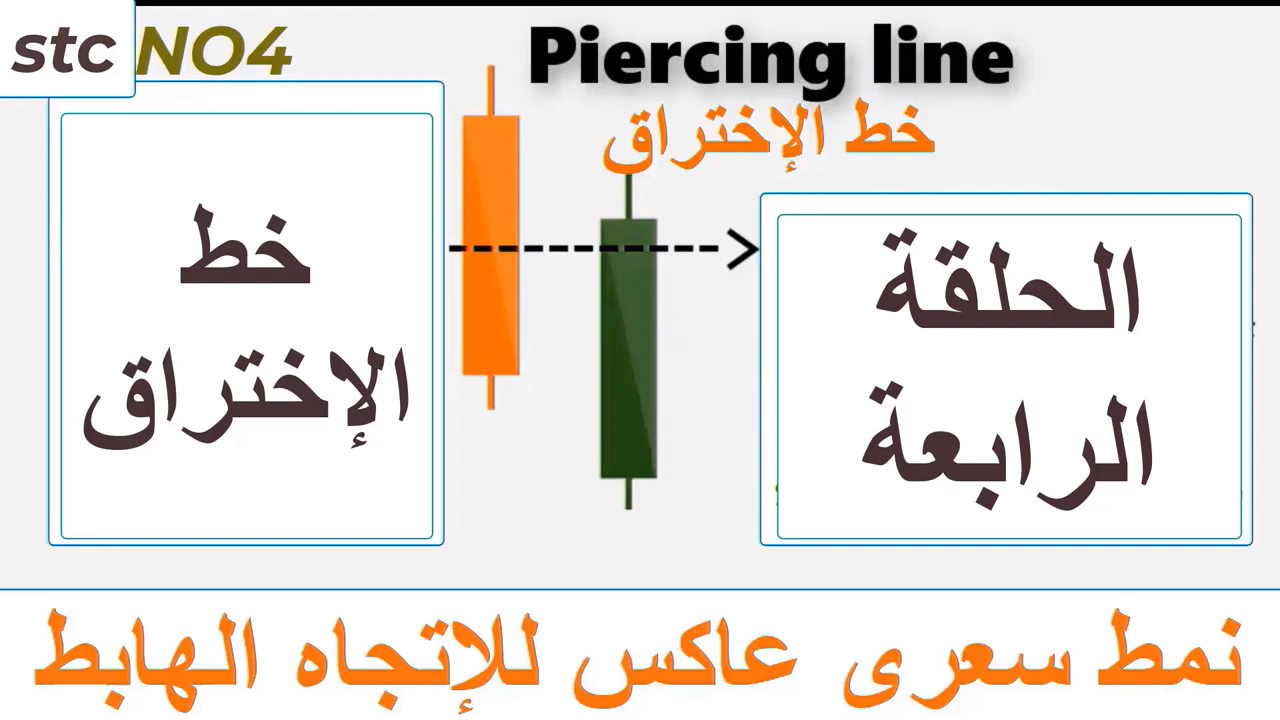 stc NO4
Piercing line
خط الإختراق
خط
الإختراق
الحلقة
الرابعة
نمط سعرى عاكس للإتجاه الهابط